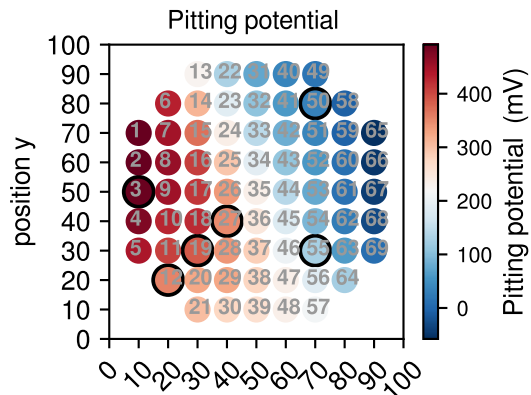 Pitting potential
100
90
80
70
60
50
40
30
20
10
0
position y
13 22 31 40 49
6 14 23 32 41 50 58
1 7 15 24 33 42 51 59 65
2 8 16 25 34 43 52 60 66
3 9 17 26 35 44 53 61 67
4 10 18 27 36 45 54 62 68
5 11 19 28 37 46 55 63 69
12 20 29 38 47 56 64
21 30 39 48 57
0 10 20 30 40 50 60 70 80 90 100
400
300
200
100
0
Pitting potential (mV)